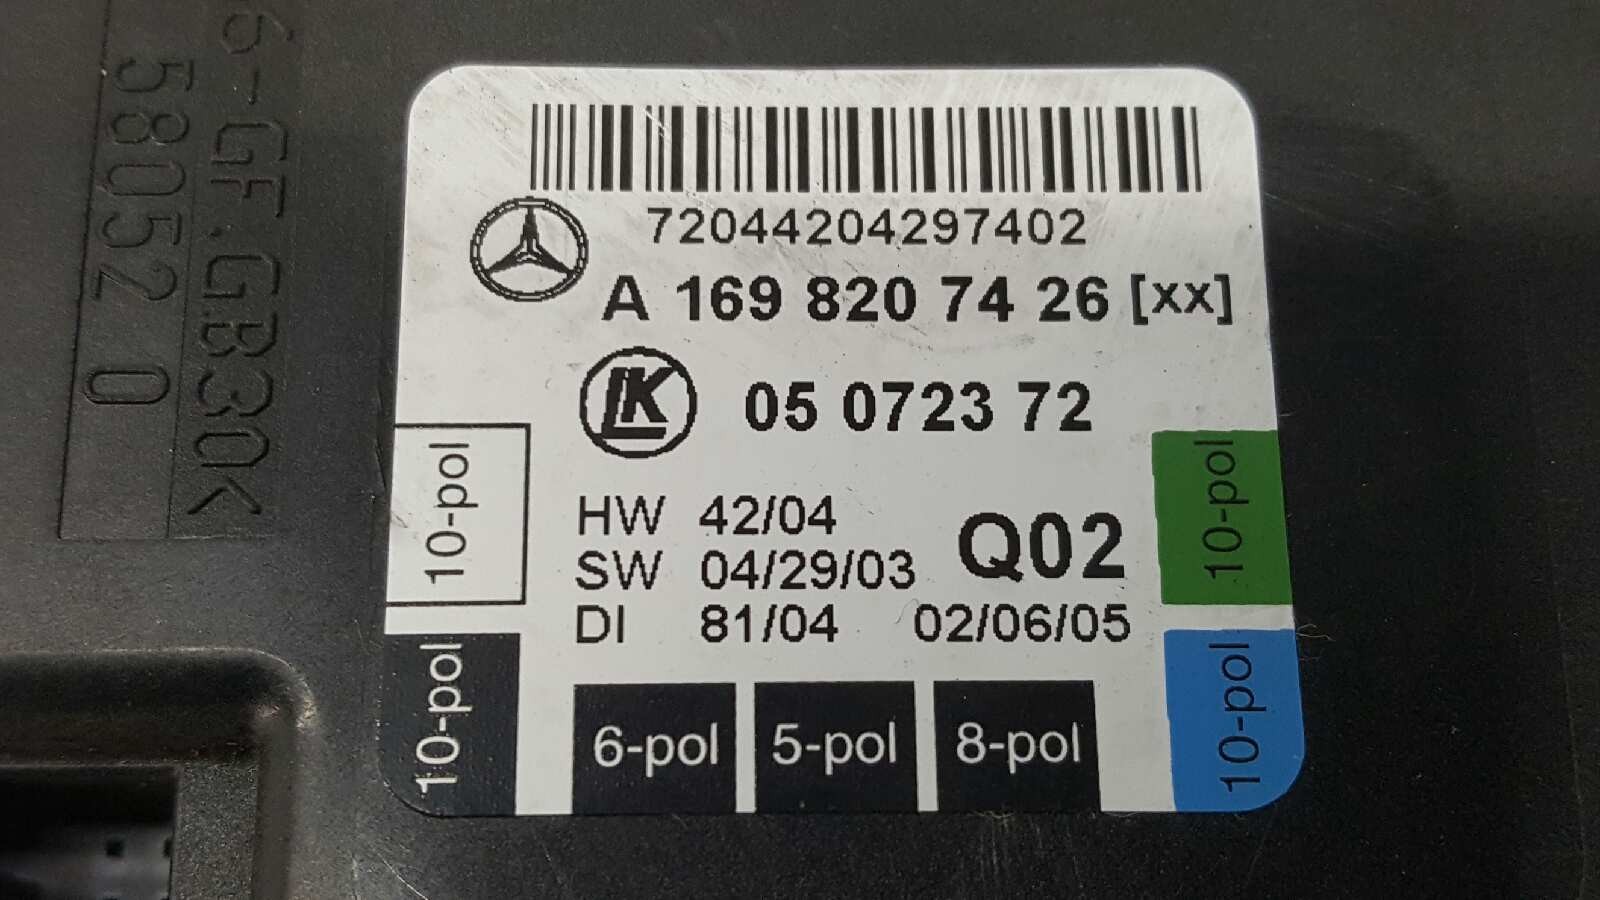 6-GF.GB30K
58052 0
72044204297402
A 169 820 74 26 [xx]
LK
05 0723 72
10-pol
10-pol
HW 42/04
SW 04/29/03
Q02
DI 81/04 02/06/05
10-pol
10-pol
6-pol
5-pol
8-pol